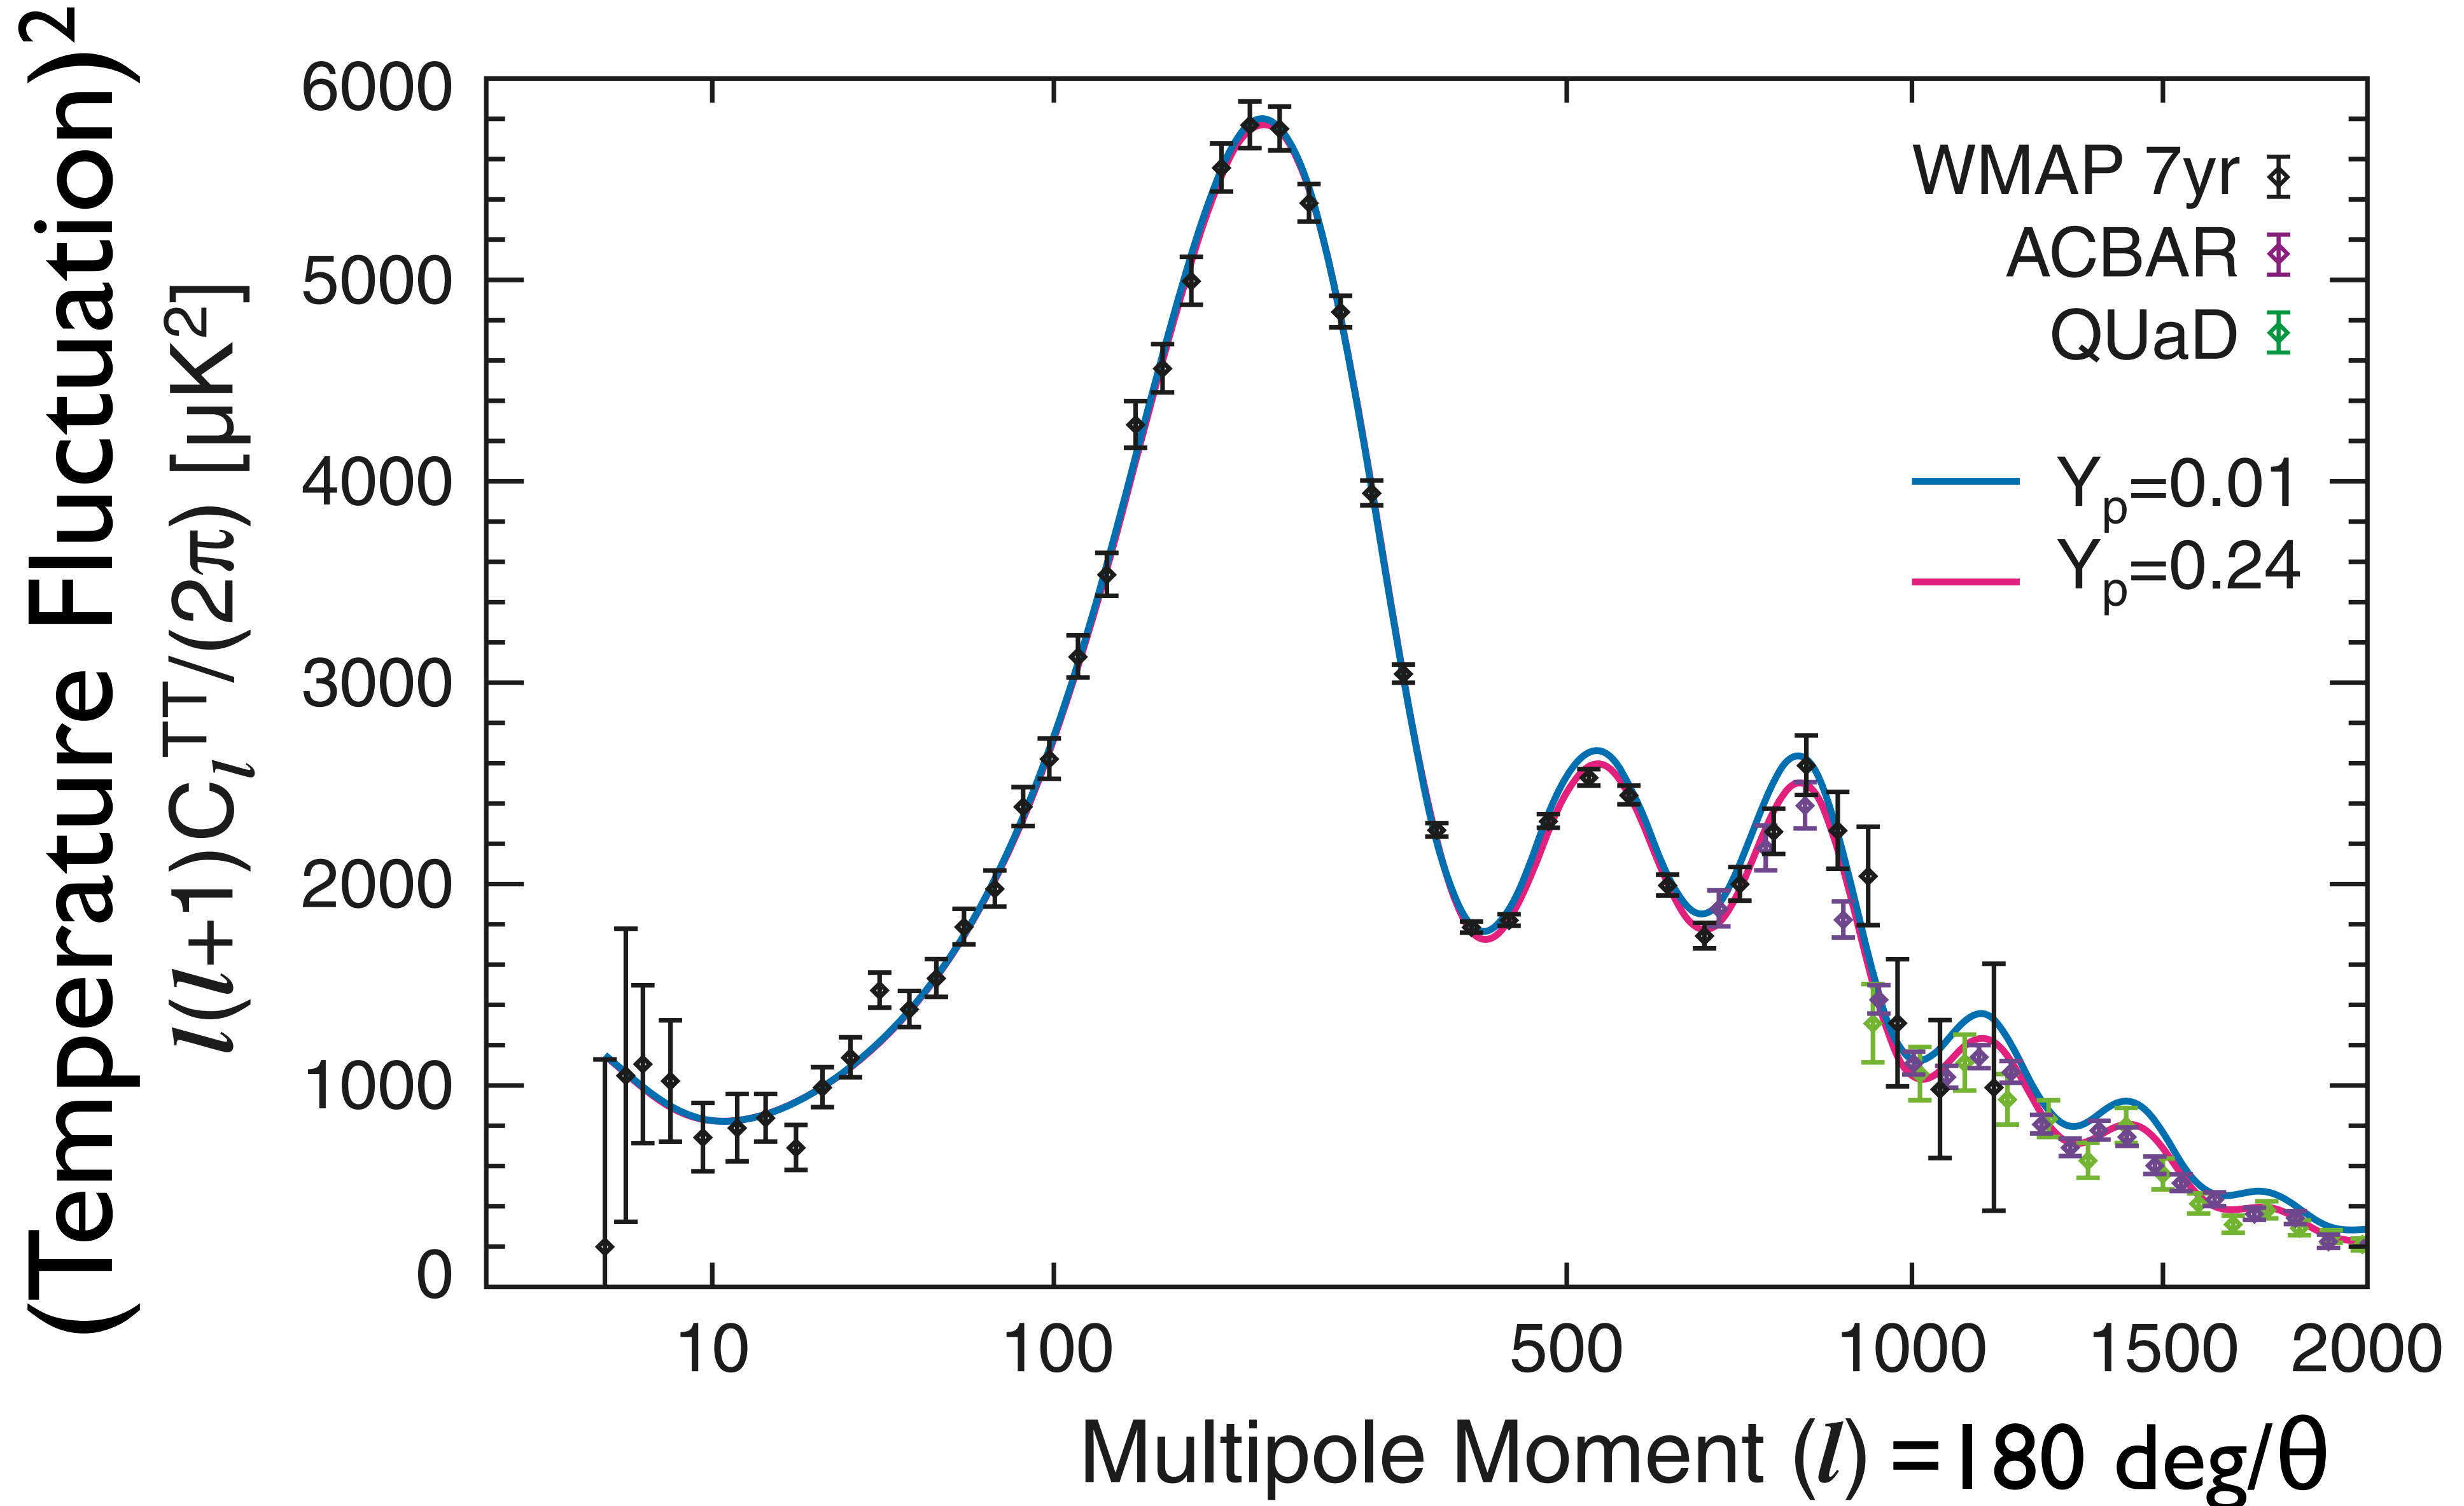 (Temperature Fluctuation)²
l(l+1)C_l^TT/(2π) [μK²]
6000
5000
4000
3000
2000
1000
0
WMAP 7yr
ACBAR
QUaD
Y_p=0.01
Y_p=0.24
10 100 500 1000 1500 2000
Multipole Moment (l) = 180 deg/θ